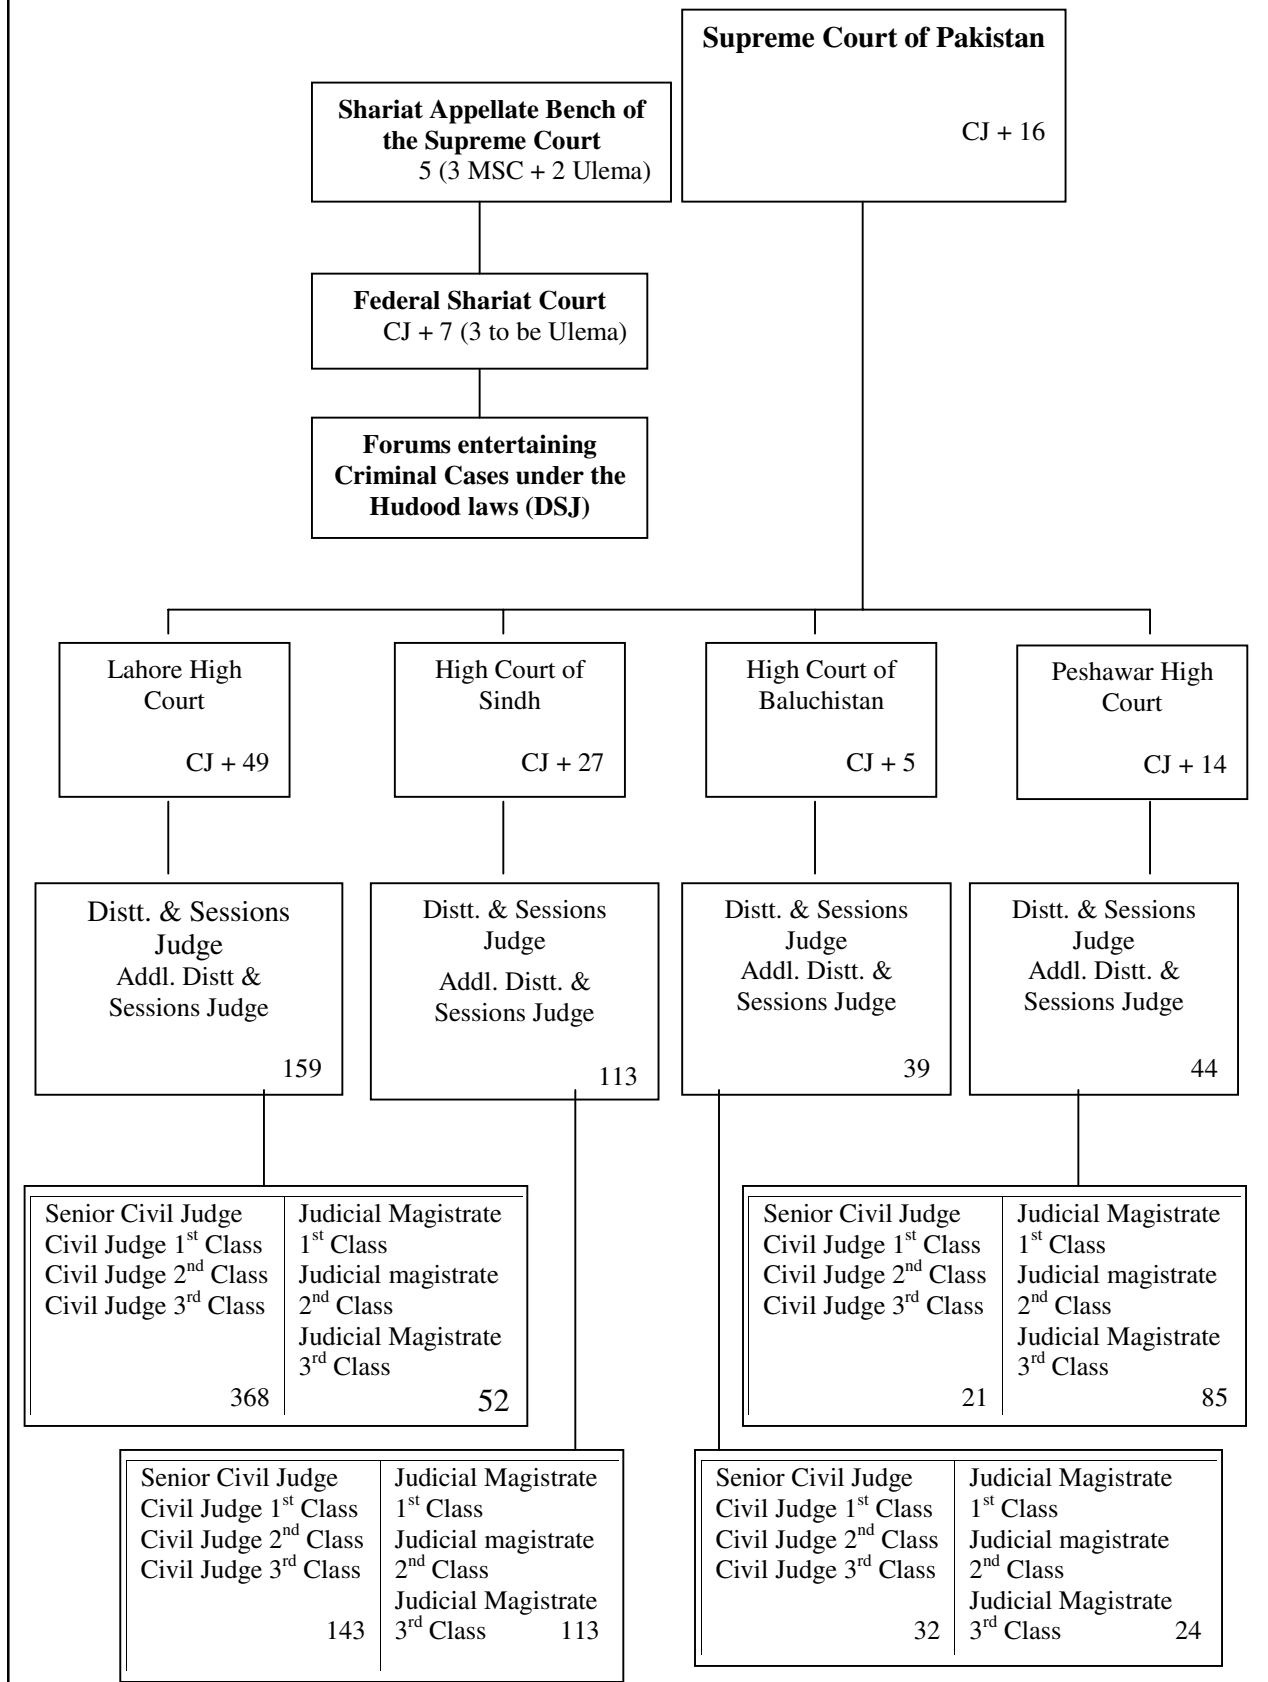 Supreme Court of Pakistan
CJ + 16
Shariat Appellate Bench of
the Supreme Court
5 (3 MSC + 2 Ulema)
Federal Shariat Court
CJ + 7 (3 to be Ulema)
Forums entertaining
Criminal Cases under the
Hudood laws (DSJ)
Lahore High
Court
CJ + 49
High Court of
Sindh
CJ + 27
High Court of
Baluchistan
CJ + 5
Peshawar High
Court
CJ + 14
Distt. & Sessions
Judge
Addl. Distt &
Sessions Judge
159
Distt. & Sessions
Judge
Addl. Distt. &
Sessions Judge
113
Distt. & Sessions
Judge
Addl. Distt. &
Sessions Judge
39
Distt. & Sessions
Judge
Addl. Distt. &
Sessions Judge
44
Senior Civil Judge
Civil Judge 1st Class
Civil Judge 2nd Class
Civil Judge 3rd Class
368
Judicial Magistrate
1st Class
Judicial magistrate
2nd Class
Judicial Magistrate
3rd Class
52
Senior Civil Judge
Civil Judge 1st Class
Civil Judge 2nd Class
Civil Judge 3rd Class
21
Judicial Magistrate
1st Class
Judicial magistrate
2nd Class
Judicial Magistrate
3rd Class
85
Senior Civil Judge
Civil Judge 1st Class
Civil Judge 2nd Class
Civil Judge 3rd Class
143
Judicial Magistrate
1st Class
Judicial magistrate
2nd Class
Judicial Magistrate
3rd Class 113
Senior Civil Judge
Civil Judge 1st Class
Civil Judge 2nd Class
Civil Judge 3rd Class
32
Judicial Magistrate
1st Class
Judicial magistrate
2nd Class
Judicial Magistrate
3rd Class 24